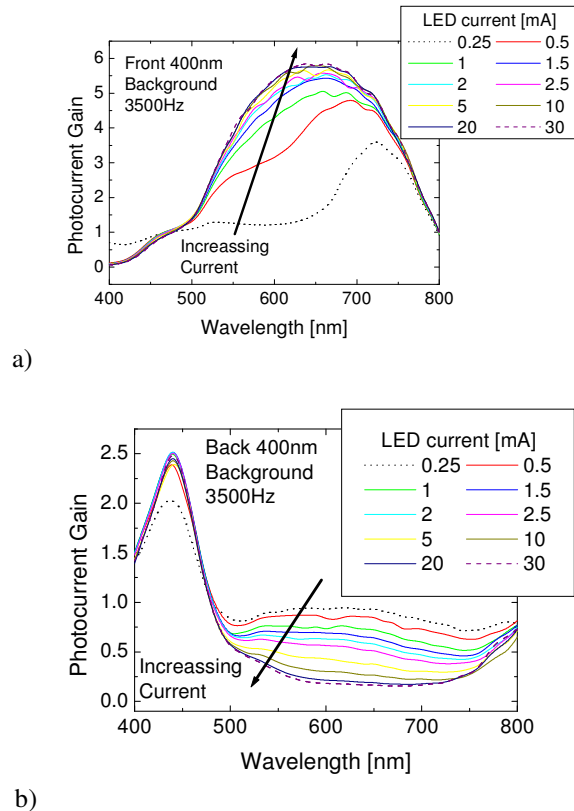 LED current [mA]
0.25 0.5
1 1.5
2 2.5
5 10
20 30
Front 400nm
Background
3500Hz
Photocurrent Gain
6
5
4
3
2
1
0
Increassing
Current
400 500 600 700 800
Wavelength [nm]
a)
Back 400nm
Background
3500Hz
LED current [mA]
0.25 0.5
1 1.5
2 2.5
5 10
20 30
Photocurrent Gain
2.5
2.0
1.5
1.0
0.5
0.0
Increassing
Current
400 500 600 700 800
Wavelength [nm]
b)